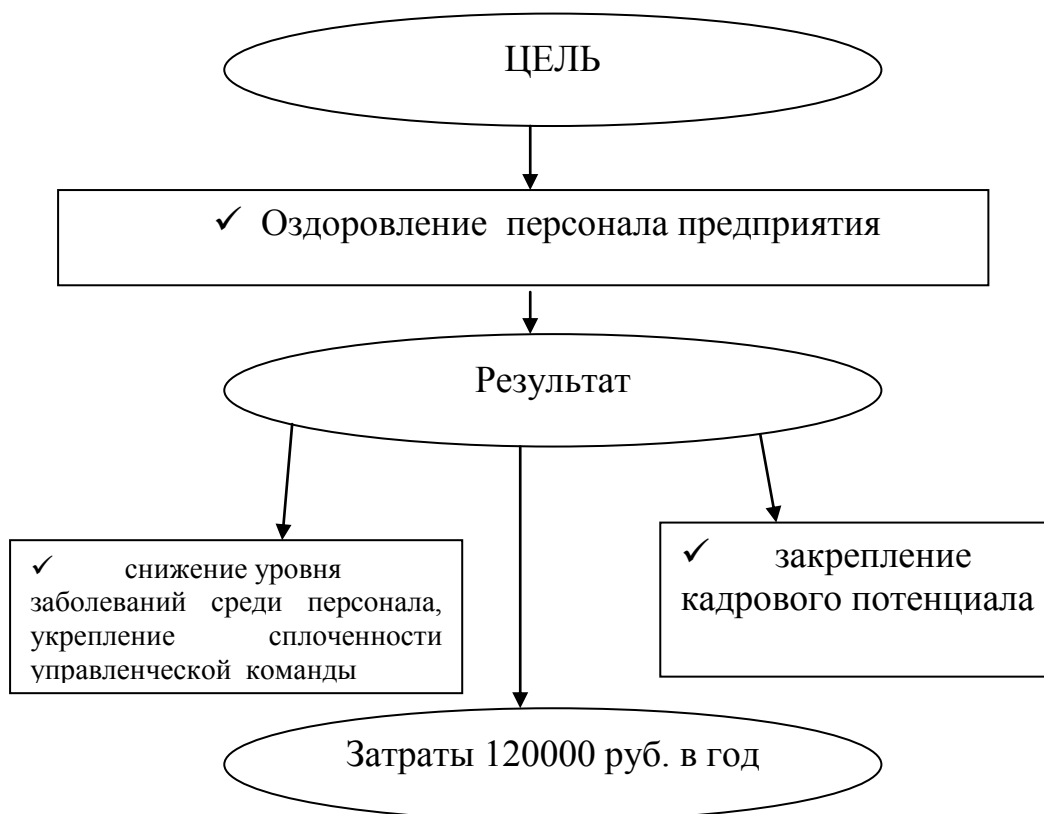 ЦЕЛЬ
✓ Оздоровление персонала предприятия
Результат
✓ снижение уровня
заболеваний среди персонала,
укрепление сплоченности
управленческой команды
✓ закрепление
кадрового потенциала
Затраты 120000 руб. в год